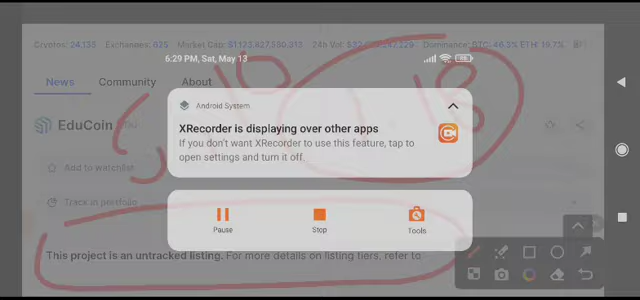 Cryptos: 24,135 Exchanges: 625 Market Cap: $1,123,827,530,313 24h Vol: Dominance: BTC: 46.3% ETH: 19.7%
6:29 PM, Sat, May 13
News Community About
10
18
Android System
EduCoin EDU
XRecorder is displaying over other apps
If you don't want XRecorder to use this feature, tap to
open settings and turn it off.
Add to watchlist
Track in portfolio
Pause Stop Tools
This project is an untracked listing. For more details on listing tiers, refer to